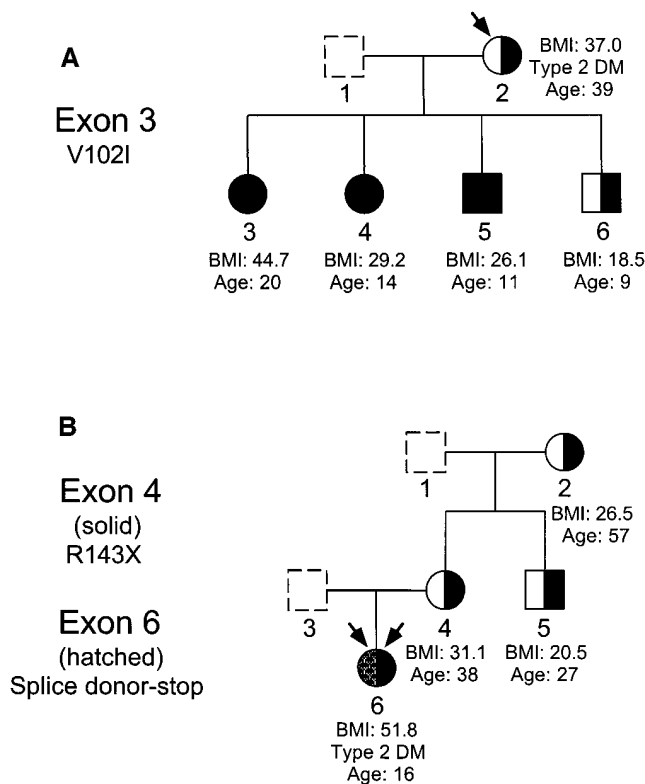 A
Exon 3
V102I
1
2
BMI: 37.0
Type 2 DM
Age: 39
3
BMI: 44.7
Age: 20
4
BMI: 29.2
Age: 14
5
BMI: 26.1
Age: 11
6
BMI: 18.5
Age: 9
B
Exon 4
(solid)
R143X
Exon 6
(hatched)
Splice donor-stop
1
2
BMI: 26.5
Age: 57
3
4
BMI: 31.1
Age: 38
5
BMI: 20.5
Age: 27
6
BMI: 51.8
Type 2 DM
Age: 16